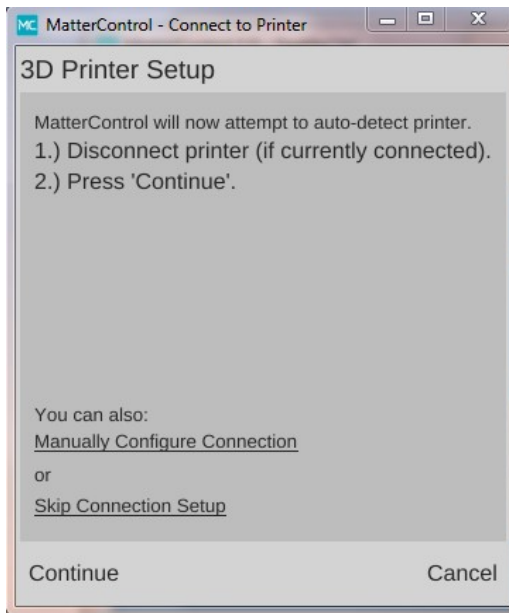 MC MatterControl - Connect to Printer
3D Printer Setup
MatterControl will now attempt to auto-detect printer.
1.) Disconnect printer (if currently connected).
2.) Press 'Continue'.
You can also:
Manually Configure Connection
or
Skip Connection Setup
Continue Cancel